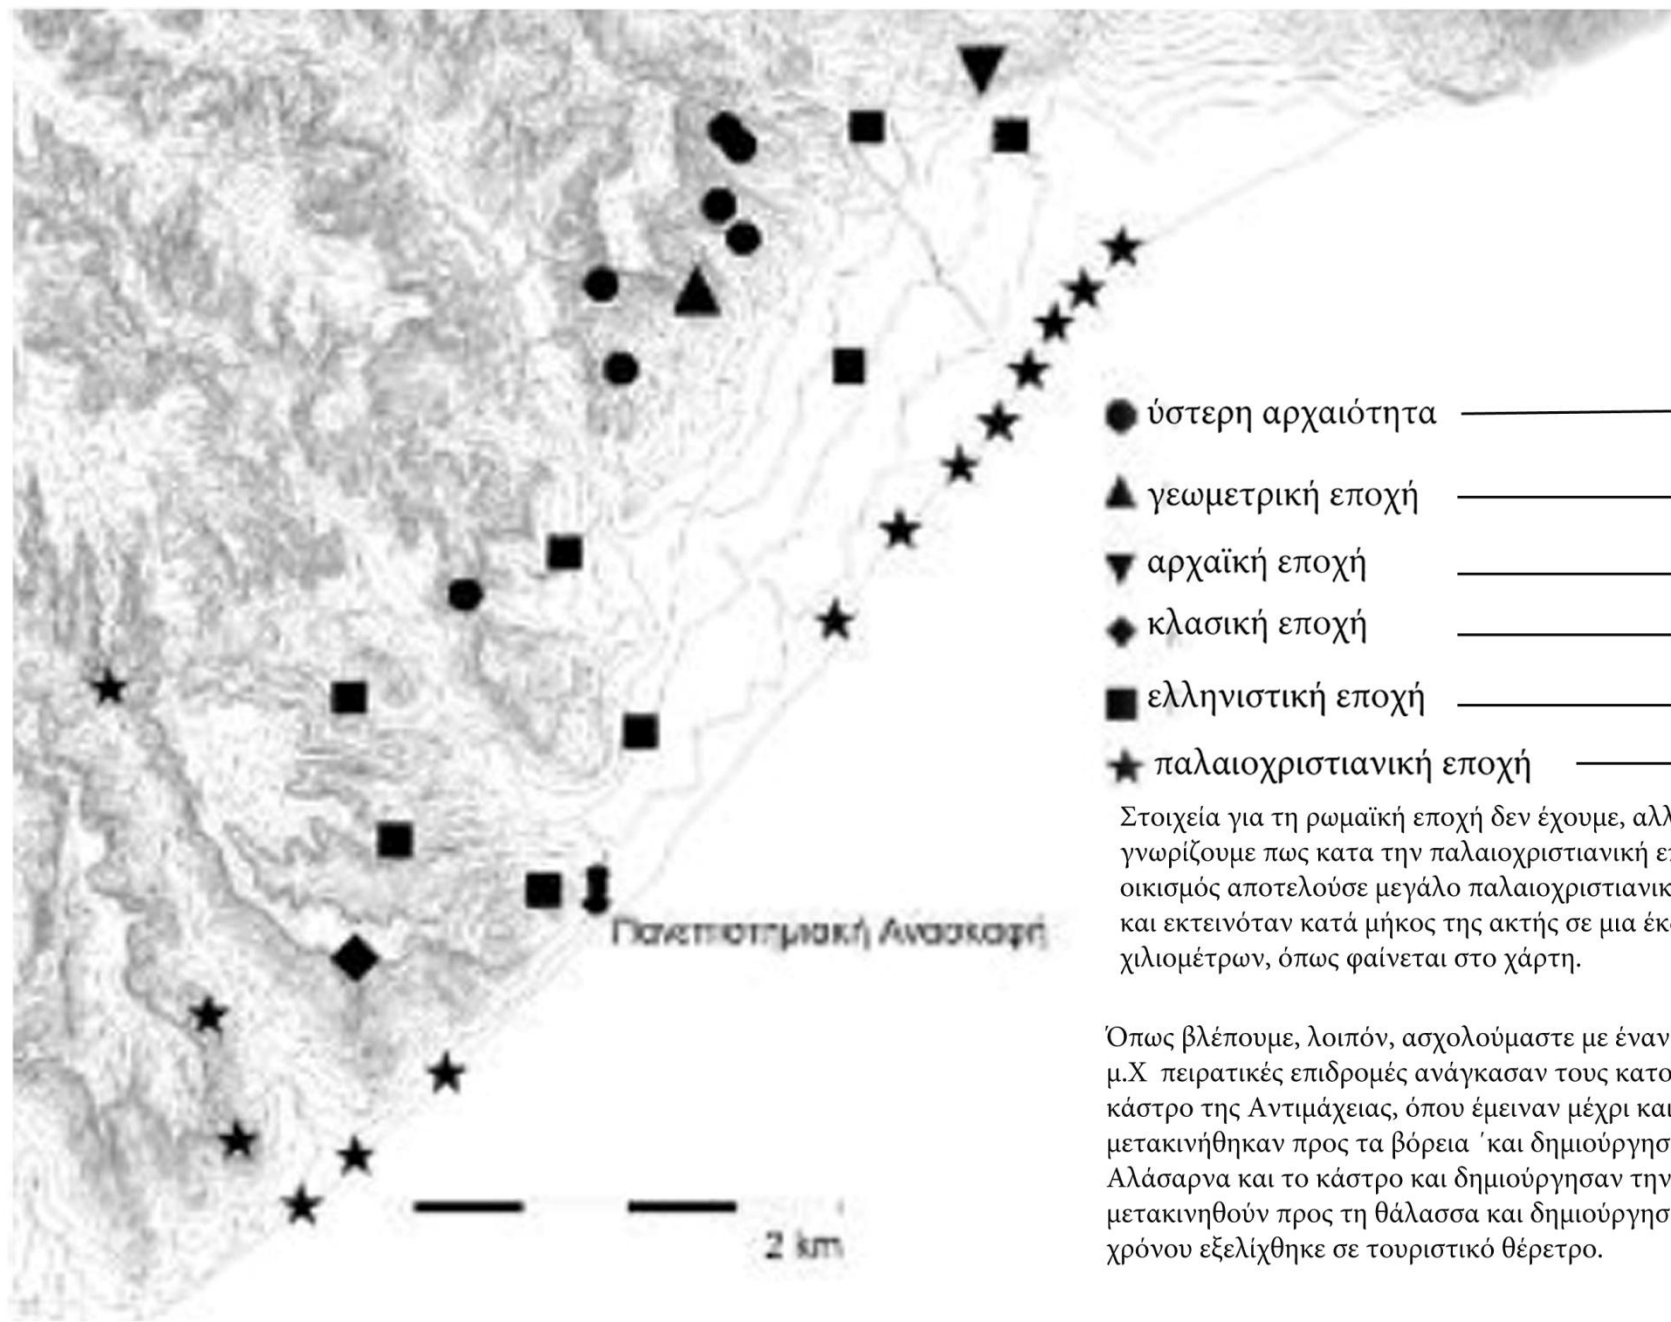 ύστερη αρχαιότητα
γεωμετρική εποχή
αρχαϊκή εποχή
κλασική εποχή
ελληνιστική εποχή
παλαιοχριστιανική εποχή
Στοιχεία για τη ρωμαϊκή εποχή δεν έχουμε, αλλ
γνωρίζουμε πως κατα την παλαιοχριστιανική επ
οικισμός αποτελούσε μεγάλο παλαιοχριστιανικ
και εκτεινόταν κατά μήκος της ακτής σε μια έκ
χιλιομέτρων, όπως φαίνεται στο χάρτη.
Πανεπιστημιακή Ανασκαφή
Όπως βλέπουμε, λοιπόν, ασχολούμαστε με έναν
μ.Χ πειρατικές επιδρομές ανάγκασαν τους κατο
κάστρο της Αντιμάχειας, όπου έμειναν μέχρι και
μετακινήθηκαν προς τα βόρεια ΄και δημιούργησ
Αλάσαρνα και το κάστρο και δημιούργησαν την
μετακινηθούν προς τη θάλασσα και δημιούργησ
χρόνου εξελίχθηκε σε τουριστικό θέρετρο.
2 km